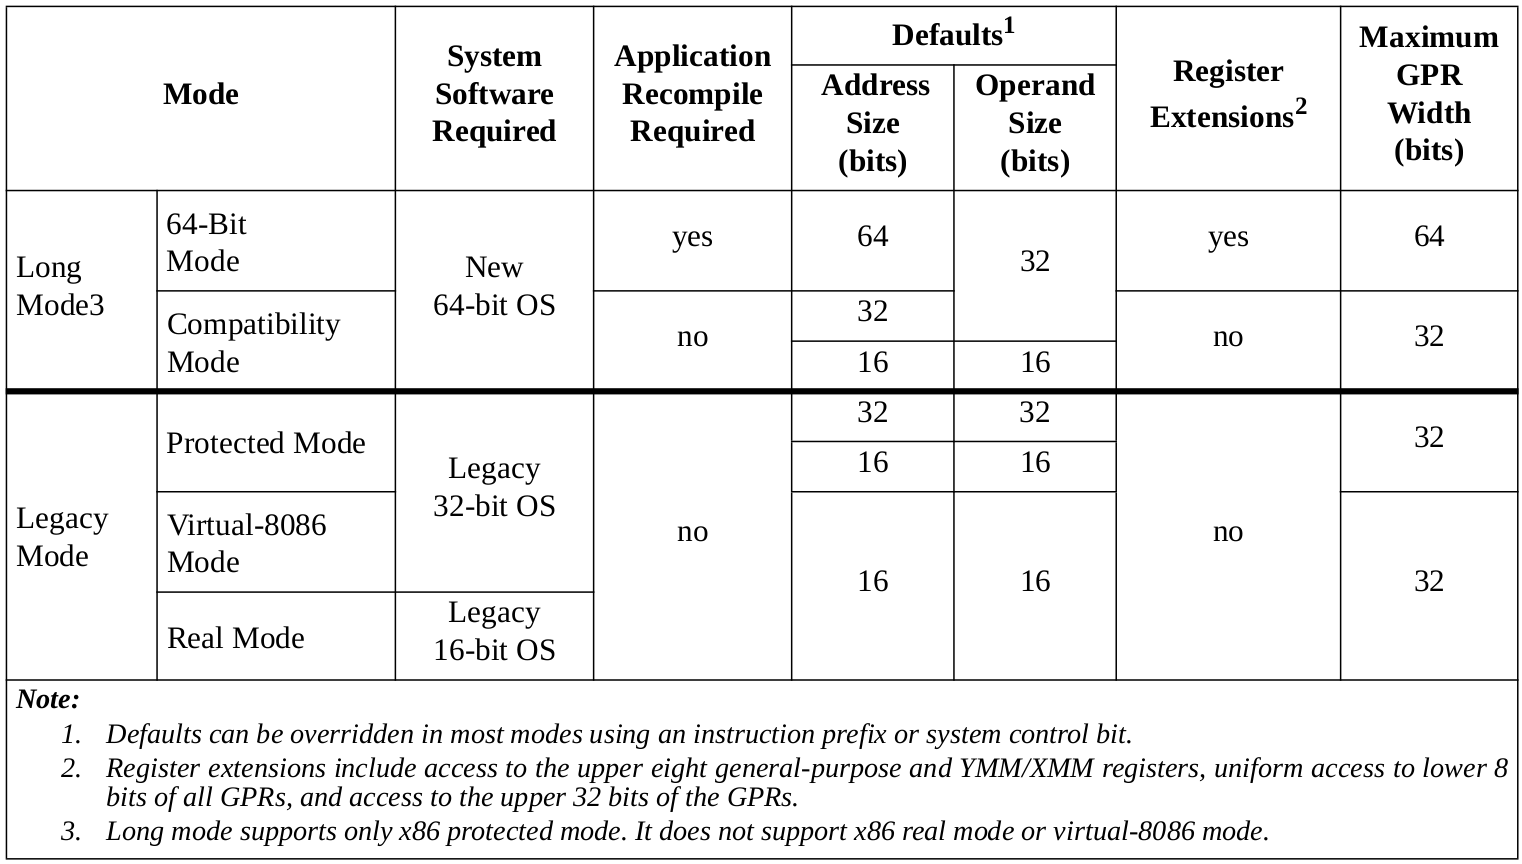 Mode
System
Software
Required
Application
Recompile
Required
Defaults1
Address
Size
(bits)
Operand
Size
(bits)
Register
Extensions2
Maximum
GPR
Width
(bits)
Long
Mode3
64-Bit
Mode
New
64-bit OS
yes
64
32
yes
64
Compatibility
Mode
no
32
no
32
16
16
Legacy
Mode
Protected Mode
Legacy
32-bit OS
no
32
32
no
32
16
16
Virtual-8086
Mode
16
16
32
Real Mode
Legacy
16-bit OS
Note:
1. Defaults can be overridden in most modes using an instruction prefix or system control bit.
2. Register extensions include access to the upper eight general-purpose and YMM/XMM registers, uniform access to lower 8
bits of all GPRs, and access to the upper 32 bits of the GPRs.
3. Long mode supports only x86 protected mode. It does not support x86 real mode or virtual-8086 mode.